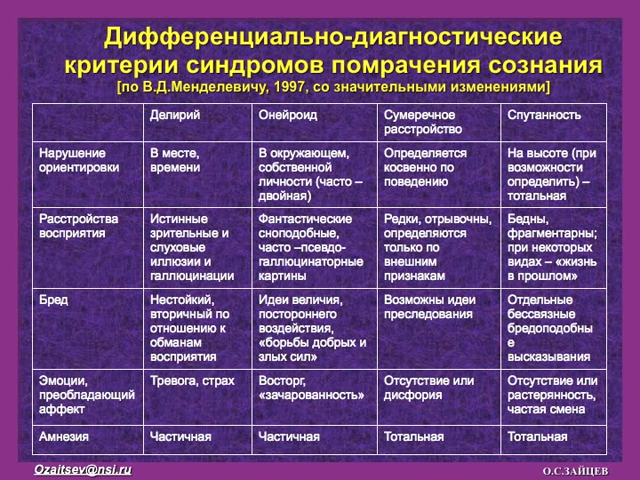 Дифференциально-диагностические
критерии синдромов помрачения сознания
[по В.Д.Менделевичу, 1997, со значительными изменениями]
Делирий
Онейроид
Сумеречное
расстройство
Спутанность
Нарушение
ориентировки
В месте,
времени
В окружающем,
собственной
личности (часто –
двойная)
Определяется
косвенно по
поведению
На высоте (при
возможности
определить) –
тотальная
Расстройства
восприятия
Истинные
зрительные и
слуховые
иллюзии и
галлюцинации
Фантастические
сноподобные,
часто –псевдо-
галлюцинаторные
картины
Редки, отрывочны,
определяются
только по
внешним
признакам
Бедны,
фрагментарны;
при некоторых
видах – «жизнь
в прошлом»
Бред
Нестойкий,
вторичный по
отношению к
обманам
восприятия
Идеи величия,
постороннего
воздействия,
«борьбы добрых и
злых сил»
Возможны идеи
преследования
Отдельные
бессвязные
бредоподобны
е
высказывания
Эмоции,
преобладающий
аффект
Тревога, страх
Восторг,
«зачарованность»
Отсутствие или
дисфория
Отсутствие или
растерянность,
частая смена
Амнезия
Частичная
Частичная
Тотальная
Тотальная
Ozaitsev@nsi.ru
О.С.ЗАЙЦЕВ